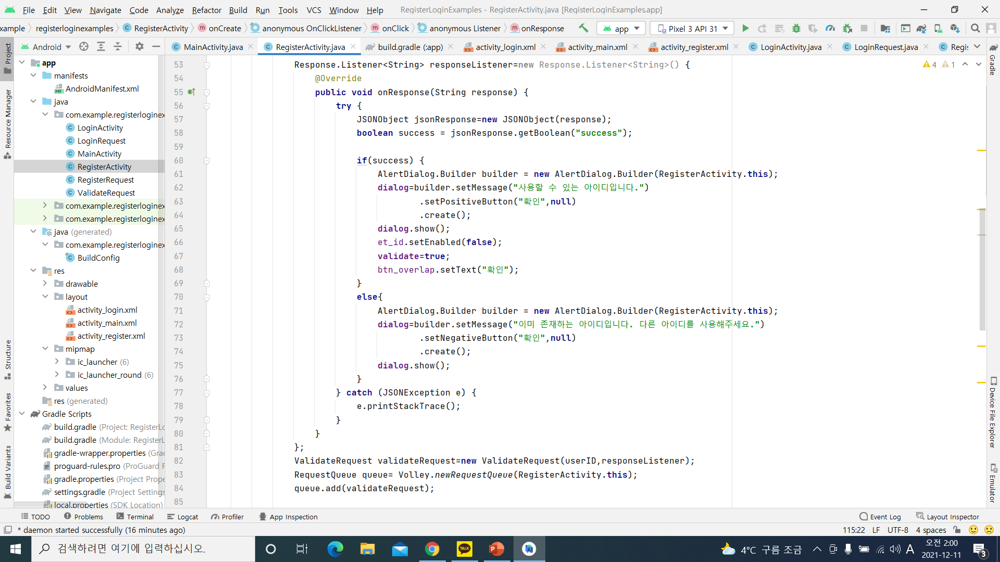 File Edit View Navigate Code Analyze Refactor Build Run Tools VCS Window Help RegisterLoginExamples - RegisterActivity.java [RegisterLoginExamples.app]
xample registerloginexamples RegisterActivity onCreate anonymous OnClickListener onClick anonymous Listener onResponse app Pixel 3 API 31
Android MainActivity.java RegisterActivity.java build.gradle (:app) activity_login.xml activity_main.xml activity_register.xml LoginActivity.java LoginRequest.java Regis
Project
Resource Manager
Structure
Favorites
Build Variants
app
manifests
AndroidManifest.xml
java
com.example.registerloginex
LoginActivity
LoginRequest
MainActivity
RegisterActivity
RegisterRequest
ValidateRequest
com.example.registerloginex
com.example.registerloginex
java (generated)
com.example.registerloginex
BuildConfig
res
drawable
layout
activity_login.xml
activity_main.xml
activity_register.xml
mipmap
ic_launcher (6)
ic_launcher_round (6)
values
res (generated)
Gradle Scripts
build.gradle (Project: RegisterLo
build.gradle (Module: RegisterL
gradle-wrapper.properties (Grac
proguard-rules.pro (ProGuard F
gradle.properties (Project Prope
settings.gradle (Project Settings
local.properties (SDK Location)
53 Response.Listener<String> responseListener=new Response.Listener<String>() {
54 @Override
55 public void onResponse(String response) {
56 try {
57 JSONObject jsonResponse=new JSONObject(response);
58 boolean success = jsonResponse.getBoolean("success");
59
60 if(success) {
61 AlertDialog.Builder builder = new AlertDialog.Builder(RegisterActivity.this);
62 dialog=builder.setMessage("사용할 수 있는 아이디입니다.")
63 .setPositiveButton("확인",null)
64 .create();
65 dialog.show();
66 et_id.setEnabled(false);
67 validate=true;
68 btn_overlap.setText("확인");
69 }
70 else{
71 AlertDialog.Builder builder = new AlertDialog.Builder(RegisterActivity.this);
72 dialog=builder.setMessage("이미 존재하는 아이디입니다. 다른 아이디를 사용해주세요.")
73 .setNegativeButton("확인",null)
74 .create();
75 dialog.show();
76 }
77 } catch (JSONException e) {
78 e.printStackTrace();
79 }
80 }
81 };
82 ValidateRequest validateRequest=new ValidateRequest(userID,responseListener);
83 RequestQueue queue= Volley.newRequestQueue(RegisterActivity.this);
84 queue.add(validateRequest);
85
4 1
Gradle
Device File Explorer
Emulator
TODO Problems Terminal Logcat Profiler App Inspection Event Log Layout Inspector
* daemon started successfully (16 minutes ago) 115:22 LF UTF-8 4 spaces
검색하려면 여기에 입력하십시오. TALK 4°C 구름 조금 A 오전 2:00
2021-12-11 3